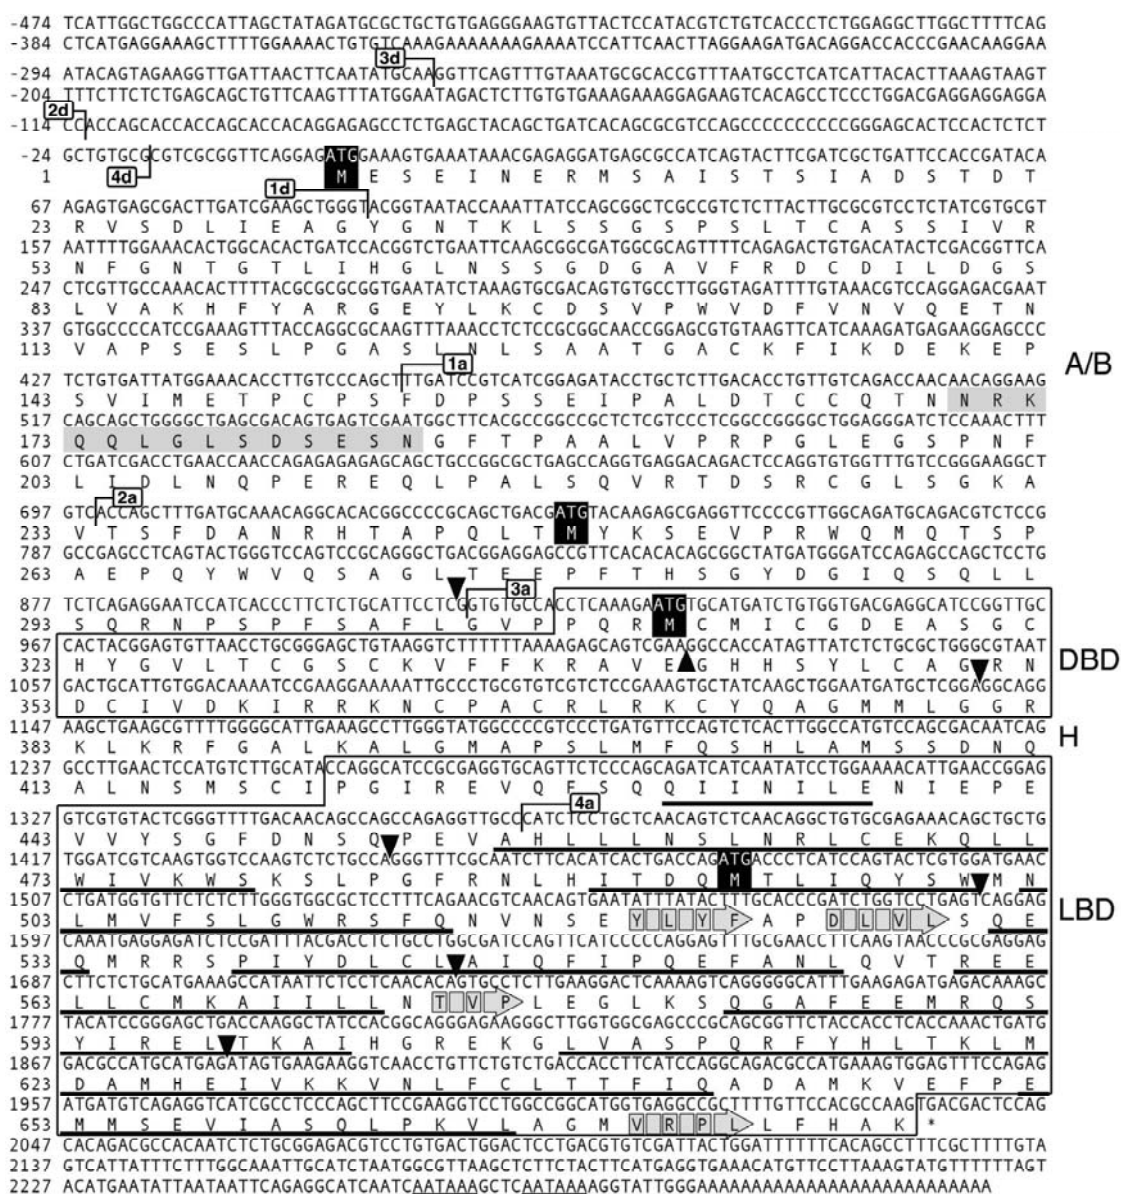 -474 TCATTGGCTGGCCCATTAGCTATAGATGCGCTGCTGTGAGGGAAGTGTTACTCCATACGTCTGTCACCCTCTGGAGGCTTGGCTTTTCAG
-384 CTCATGAGGAAAGCTTTTGGAAAACTGTGTCAAAGAAAAAAAGAAAATCCATTCAACTTAGGAAGATGACAGGACCACCCGAACAAGGAA
3d
-294 ATACAGTAGAAGGTTGATTAACTTCAATATGCAAGGTTCAGTTTGTAAATGCGCACCGTTTAATGCCTCATCATTACACTTAAAGTAAGT
-204 TTTCTTCTCTGAGCAGCTGTTCAAGTTTATGGAATAGACTCTTGTGTGAAAGAAAGGAGAAGTCACAGCCTCCCTGGACGAGGAGGAGGA
2d
-114 CCACCAGCACCACCAGCACCACAGGAGAGCCTCTGAGCTACAGCTGATCACAGCGCGTCCAGCCCCCCCCCCGGGAGCACTCCACTCTCT
-24 GCTGTGCGCGTCGCGGTTCAGGAGATGGAAAGTGAAATAAACGAGAGGATGAGCGCCATCAGTACTTCGATCGCTGATTCCACCGATACA
1 4d M E S E I N E R M S A I S T S I A D S T D T
1d
67 AGAGTGAGCGACTTGATCGAAGCTGGGTACGGTAATACCAAATTATCCAGCGGCTCGCCGTCTCTTACTTGCGCGTCCTCTATCGTGCGT
23 R V S D L I E A G Y G N T K L S S G S P S L T C A S S I V R
157 AATTTTGGAAACACTGGCACACTGATCCACGGTCTGAATTCAAGCGGCGATGGCGCAGTTTTCAGAGACTGTGACATACTCGACGGTTCA
53 N F G N T G T L I H G L N S S G D G A V F R D C D I L D G S
247 CTCGTTGCCAAACACTTTTACGCGCGCGGTGAATATCTAAAGTGCGACAGTGTGCCTTGGGTAGATTTTGTAAACGTCCAGGAGACGAAT
83 L V A K H F Y A R G E Y L K C D S V P W V D F V N V Q E T N
337 GTGGCCCCATCCGAAAGTTTACCAGGCGCAAGTTTAAACCTCTCCGCGGCAACCGGAGCGTGTAAGTTCATCAAAGATGAGAAGGAGCCC
113 V A P S E S L P G A S L N L S A A T G A C K F I K D E K E P
1a
A/B
427 TCTGTGATTATGGAAACACCTTGTCCCAGCTTTGATCCGTCATCGGAGATACCTGCTCTTGACACCTGTTGTCAGACCAACAACAGGAAG
143 S V I M E T P C P S F D P S S E I P A L D T C C Q T N N R K
517 CAGCAGCTGGGGCTGAGCGACAGTGAGTCGAATGGCTTCACGCCGGCCGCTCTCGTCCCTCGGCCGGGGCTGGAGGGATCTCCAAACTTT
173 Q Q L G L S D S E S N G F T P A A L V P R P G L E G S P N F
607 CTGATCGACCTGAACCAACCAGAGAGAGAGCAGCTGCCGGCGCTGAGCCAGGTGAGGACAGACTCCAGGTGTGGTTTGTCCGGGAAGGCT
203 L I D L N Q P E R E Q L P A L S Q V R T D S R C G L S G K A
2a
697 GTCACCAGCTTTGATGCAAACAGGCACACGGCCCCGCAGCTGACGATGTACAAGAGCGAGGTTCCCCGTTGGCAGATGCAGACGTCTCCG
233 V T S F D A N R H T A P Q L T M Y K S E V P R W Q M Q T S P
787 GCCGAGCCTCAGTACTGGGTCCAGTCCGCAGGGCTGACGGAGGAGCCGTTCACACACAGCGGCTATGATGGGATCCAGAGCCAGCTCCTG
263 A E P Q Y W V Q S A G L T E E P F T H S G Y D G I Q S Q L L
3a
877 TCTCAGAGGAATCCATCACCCTTCTCTGCATTCCTCGGTGTGCCACCTCAAAGAATGTGCATGATCTGTGGTGACGAGGCATCCGGTTGC
293 S Q R N P S P F S A F L G V P P Q R M C M I C G D E A S G C
967 CACTACGGAGTGTTAACCTGCGGGAGCTGTAAGGTCTTTTTTAAAAGAGCAGTCGAAGGCCACCATAGTTATCTCTGCGCTGGGCGTAAT
323 H Y G V L T C G S C K V F F K R A V E G H H S Y L C A G R N
DBD
1057 GACTGCATTGTGGACAAAATCCGAAGGAAAAATTGCCCTGCGTGTCGTCTCCGAAAGTGCTATCAAGCTGGAATGATGCTCGGAGGCAGG
353 D C I V D K I R R K N C P A C R L R K C Y Q A G M M L G G R
1147 AAGCTGAAGCGTTTTGGGGCATTGAAAGCCTTGGGTATGGCCCCGTCCCTGATGTTCCAGTCTCACTTGGCCATGTCCAGCGACAATCAG
383 K L K R F G A L K A L G M A P S L M F Q S H L A M S S D N Q
H
1237 GCCTTGAACTCCATGTCTTGCATACCAGGCATCCGCGAGGTGCAGTTCTCCCAGCAGATCATCAATATCCTGGAAAACATTGAACCGGAG
413 A L N S M S C I P G I R E V Q F S Q Q I I N I L E N I E P E
4a
1327 GTCGTGTACTCGGGTTTTGACAACAGCCAGCCAGAGGTTGCCCATCTCCTGCTCAACAGTCTCAACAGGCTGTGCGAGAAACAGCTGCTG
443 V V Y S G F D N S Q P E V A H L L L N S L N R L C E K Q L L
1417 TGGATCGTCAAGTGGTCCAAGTCTCTGCCAGGGTTTCGCAATCTTCACATCACTGACCAGATGACCCTCATCCAGTACTCGTGGATGAAC
473 W I V K W S K S L P G F R N L H I T D Q M T L I Q Y S W M N
1507 CTGATGGTGTTCTCTCTGGGGTGGCGCTCCTTTCAGAACGTCAACAGTGAATATTTATACTTTGCACCCGATCTGGTCCTGAGTCAGGAG
503 L M V F S L G W R S F Q N V N S E Y L Y F A P D L V L S Q E
LBD
1597 CAAATGAGGAGATCTCCGATTTACGACCTCTGCCTGGCGATCCAGTTCATCCCCCAGGAGTTTGCGAACCTTCAAGTAACCCGCGAGGAG
533 Q M R R S P I Y D L C L A I Q F I P Q E F A N L Q V T R E E
1687 CTTCTCTGCATGAAAGCCATAATTCTCCTCAACACAGTGCCTCTTGAAGGACTCAAAAGTCAGGGGGCATTTGAAGAGATGAGACAAAGC
563 L L C M K A I I L L N T V P L E G L K S Q G A F E E M R Q S
1777 TACATCCGGGAGCTGACCAAGGCTATCCACGGCAGGGAGAAGGGCTTGGTGGCGAGCCCGCAGCGGTTCTACCACCTCACCAAACTGATG
593 Y I R E L T K A I H G R E K G L V A S P Q R F Y H L T K L M
1867 GACGCCATGCATGAGATAGTGAAGAAGGTCAACCTGTTCTGTCTGACCACCTTCATCCAGGCAGACGCCATGAAAGTGGAGTTTCCAGAG
623 D A M H E I V K K V N L F C L T T F I Q A D A M K V E F P E
1957 ATGATGTCAGAGGTCATCGCCTCCCAGCTTCCGAAGGTCCTGGCCGGCATGGTGAGGCCGCTTTTGTTCCACGCCAAGTGACGACTCCAG
653 M M S E V I A S Q L P K V L A G M V R P L L F H A K *
2047 CACAGACGCCACAATCTCTGCGGAGACGTCCTGTGACTGGACTCCTGACGTGTCGATTACTGGATTTTTTCACAGCCTTTCGCTTTTGTA
2137 GTCATTATTTCTTTGGCAAATTGCATCTAATGGCGTTAAGCTCTTCTACTTCATGAGGTGAAACATGTTCCTTAAAGTATGTTTTTTAGT
2227 ACATGAATATTAATAATTCAGAGGCATCAATCAATAAAGCTCAATAAAAGGTATTGGGAAAAAAAAAAAAAAAAAAAAAAAAAA